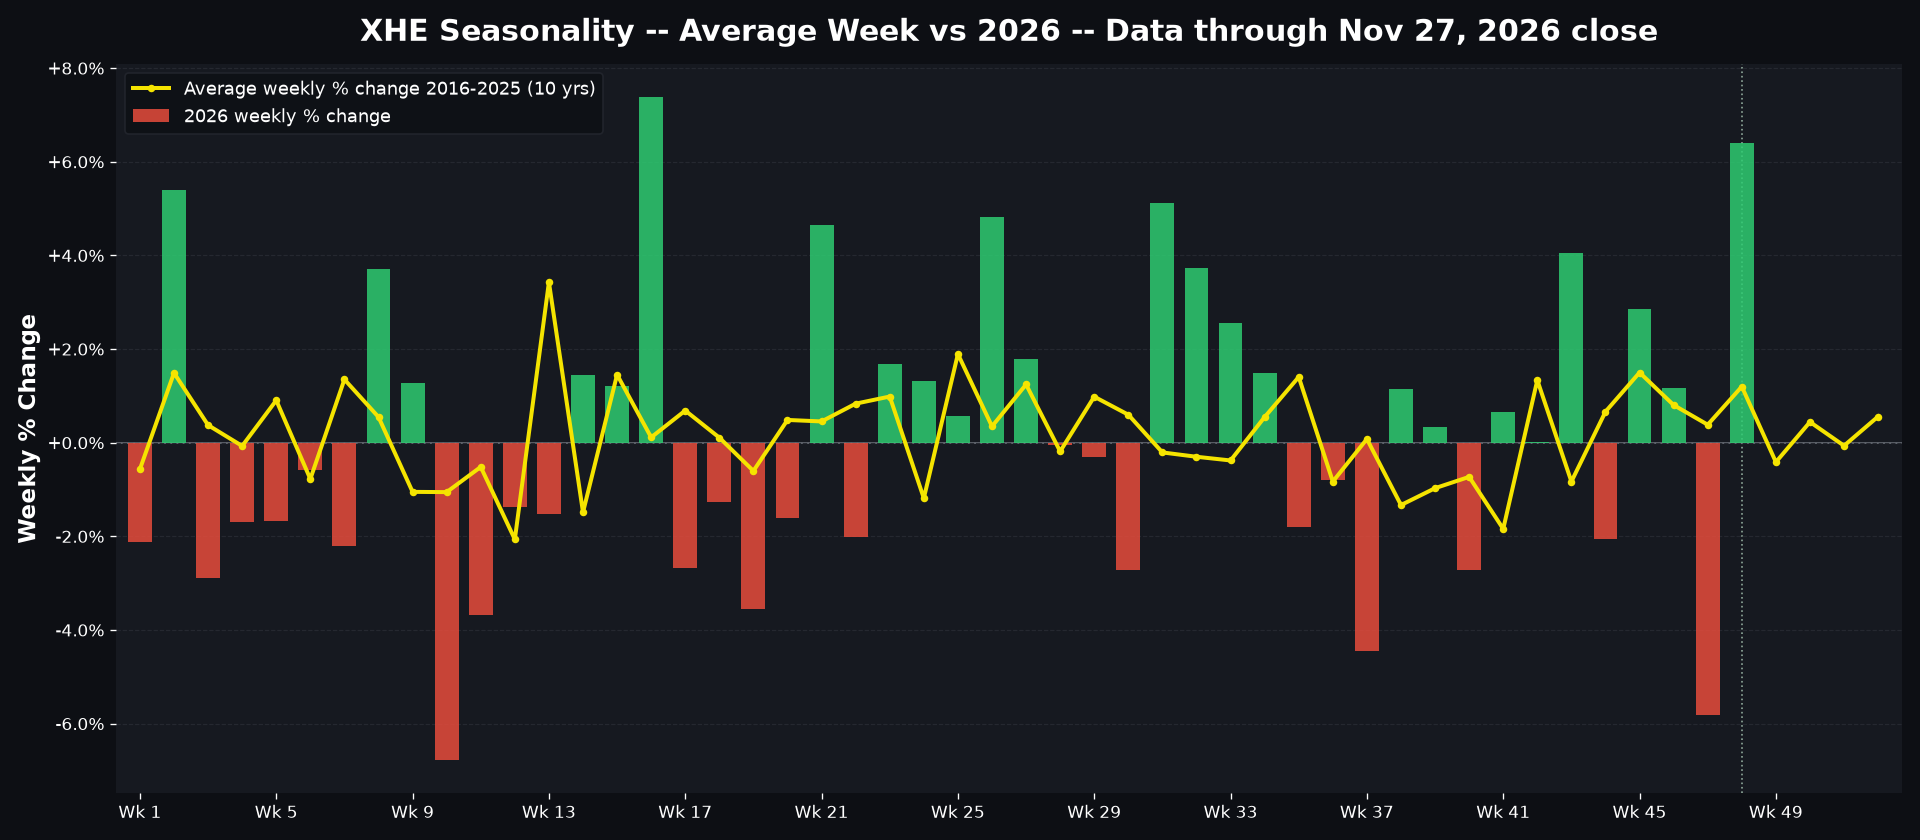 XHE Seasonality -- Average Week vs 2026 -- Data through Nov 27, 2026 close
Average weekly % change 2016-2025 (10 yrs)
2026 weekly % change
Weekly % Change
+8.0%
+6.0%
+4.0%
+2.0%
+0.0%
-2.0%
-4.0%
-6.0%
Wk 1 Wk 5 Wk 9 Wk 13 Wk 17 Wk 21 Wk 25 Wk 29 Wk 33 Wk 37 Wk 41 Wk 45 Wk 49